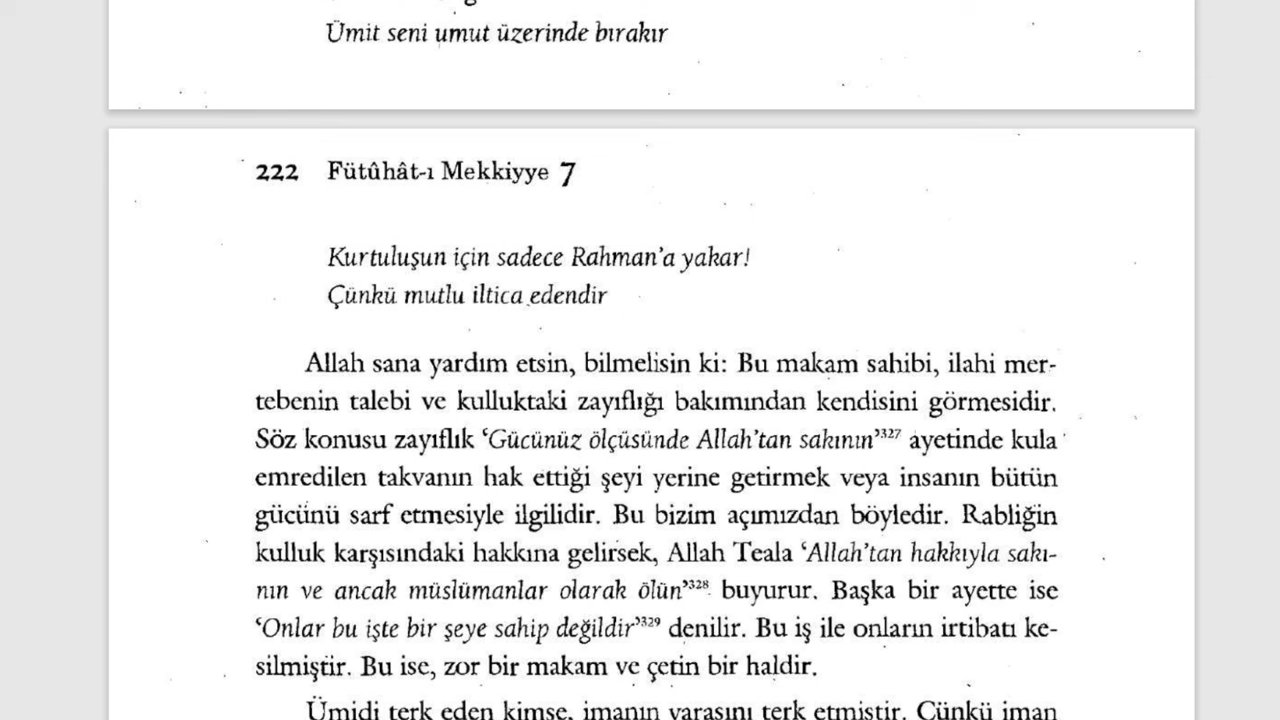 Ümit seni umut üzerinde bırakır
222 Fütûhât-ı Mekkiyye 7
Kurtuluşun için sadece Rahman'a yakar!
Çünkü mutlu iltica edendir
Allah sana yardım etsin, bilmelisin ki: Bu makam sahibi, ilahi mer-
tebenin talebi ve kulluktaki zayıflığı bakımından kendisini görmesidir.
Söz konusu zayıflık 'Gücünüz ölçüsünde Allah'tan sakının'327 ayetinde kula
emredilen takvanın hak ettiği şeyi yerine getirmek veya insanın bütün
gücünü sarf etmesiyle ilgilidir. Bu bizim açımızdan böyledir. Rabliğin
kulluk karşısındaki hakkına gelirsek, Allah Teala 'Allah'tan hakkıyla sakı-
nın ve ancak müslümanlar olarak ölün'328 buyurur. Başka bir ayette ise
'Onlar bu işte bir şeye sahip değildir'329 denilir. Bu iş ile onların irtibatı ke-
silmiştir. Bu ise, zor bir makam ve çetin bir haldir.
Ümidi terk eden kimse, imanın yarasını terk etmiştir. Çünkü iman